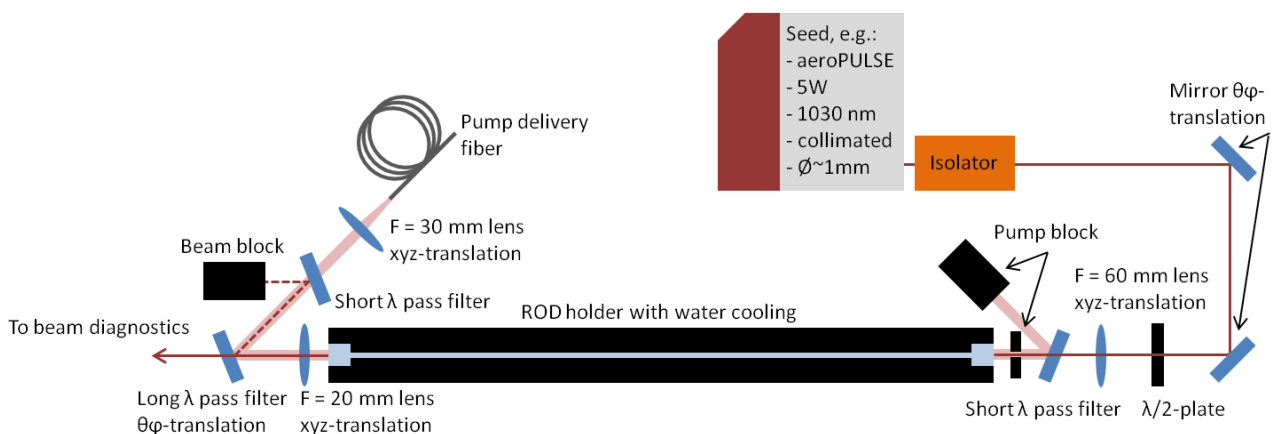 Seed, e.g.:
- aeroPULSE
- 5W
- 1030 nm
- collimated
- Ø~1mm
Isolator
Mirror θφ-
translation
Pump delivery
fiber
F = 30 mm lens
xyz-translation
Beam block
Short λ pass filter
Pump block
F = 60 mm lens
xyz-translation
ROD holder with water cooling
To beam diagnostics
Long λ pass filter
θφ-translation
F = 20 mm lens
xyz-translation
Short λ pass filter
λ/2-plate